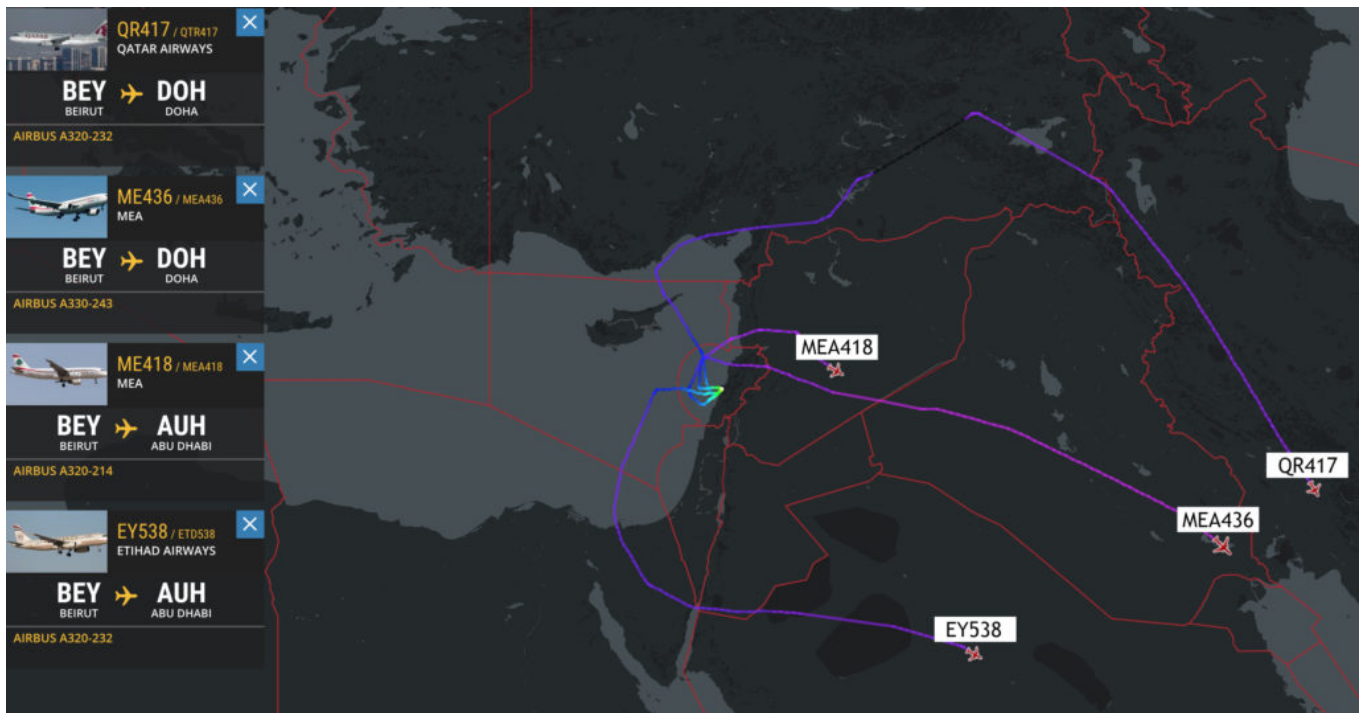 QR417 / QTR417
QATAR AIRWAYS
BEY DOH
BEIRUT DOHA
AIRBUS A320-232
ME436 / MEA436
MEA
BEY DOH
BEIRUT DOHA
AIRBUS A330-243
ME418 / MEA418
MEA
BEY AUH
BEIRUT ABU DHABI
AIRBUS A320-214
EY538 / ETD538
ETIHAD AIRWAYS
BEY AUH
BEIRUT ABU DHABI
AIRBUS A320-232
MEA418
QR417
MEA436
EY538